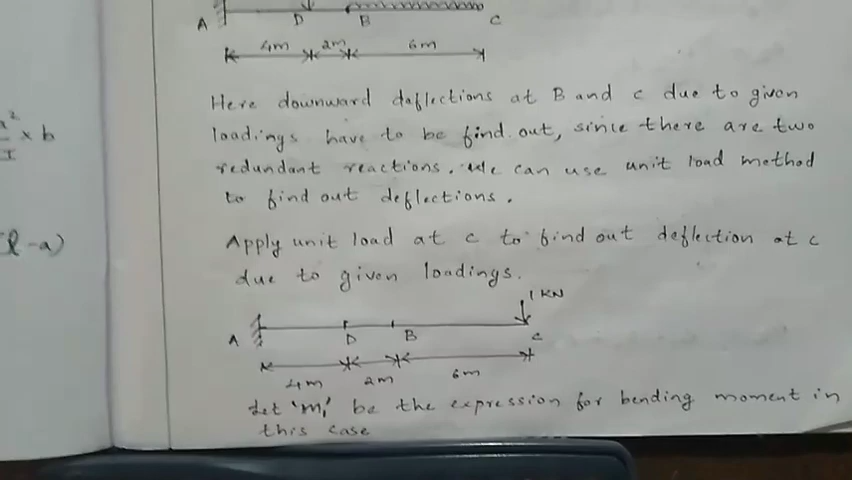 A D B C
4m 2m 6m
Here downward deflections at B and c due to given
loadings have to be find out, since there are two
redundant reactions. We can use unit load method
to find out deflections.
Apply unit load at c to find out deflection at c
due to given loadings.
1 KN
A D B C
4m 2m 6m
Let 'm₁' be the expression for bending moment in
this case
x b
l-a)